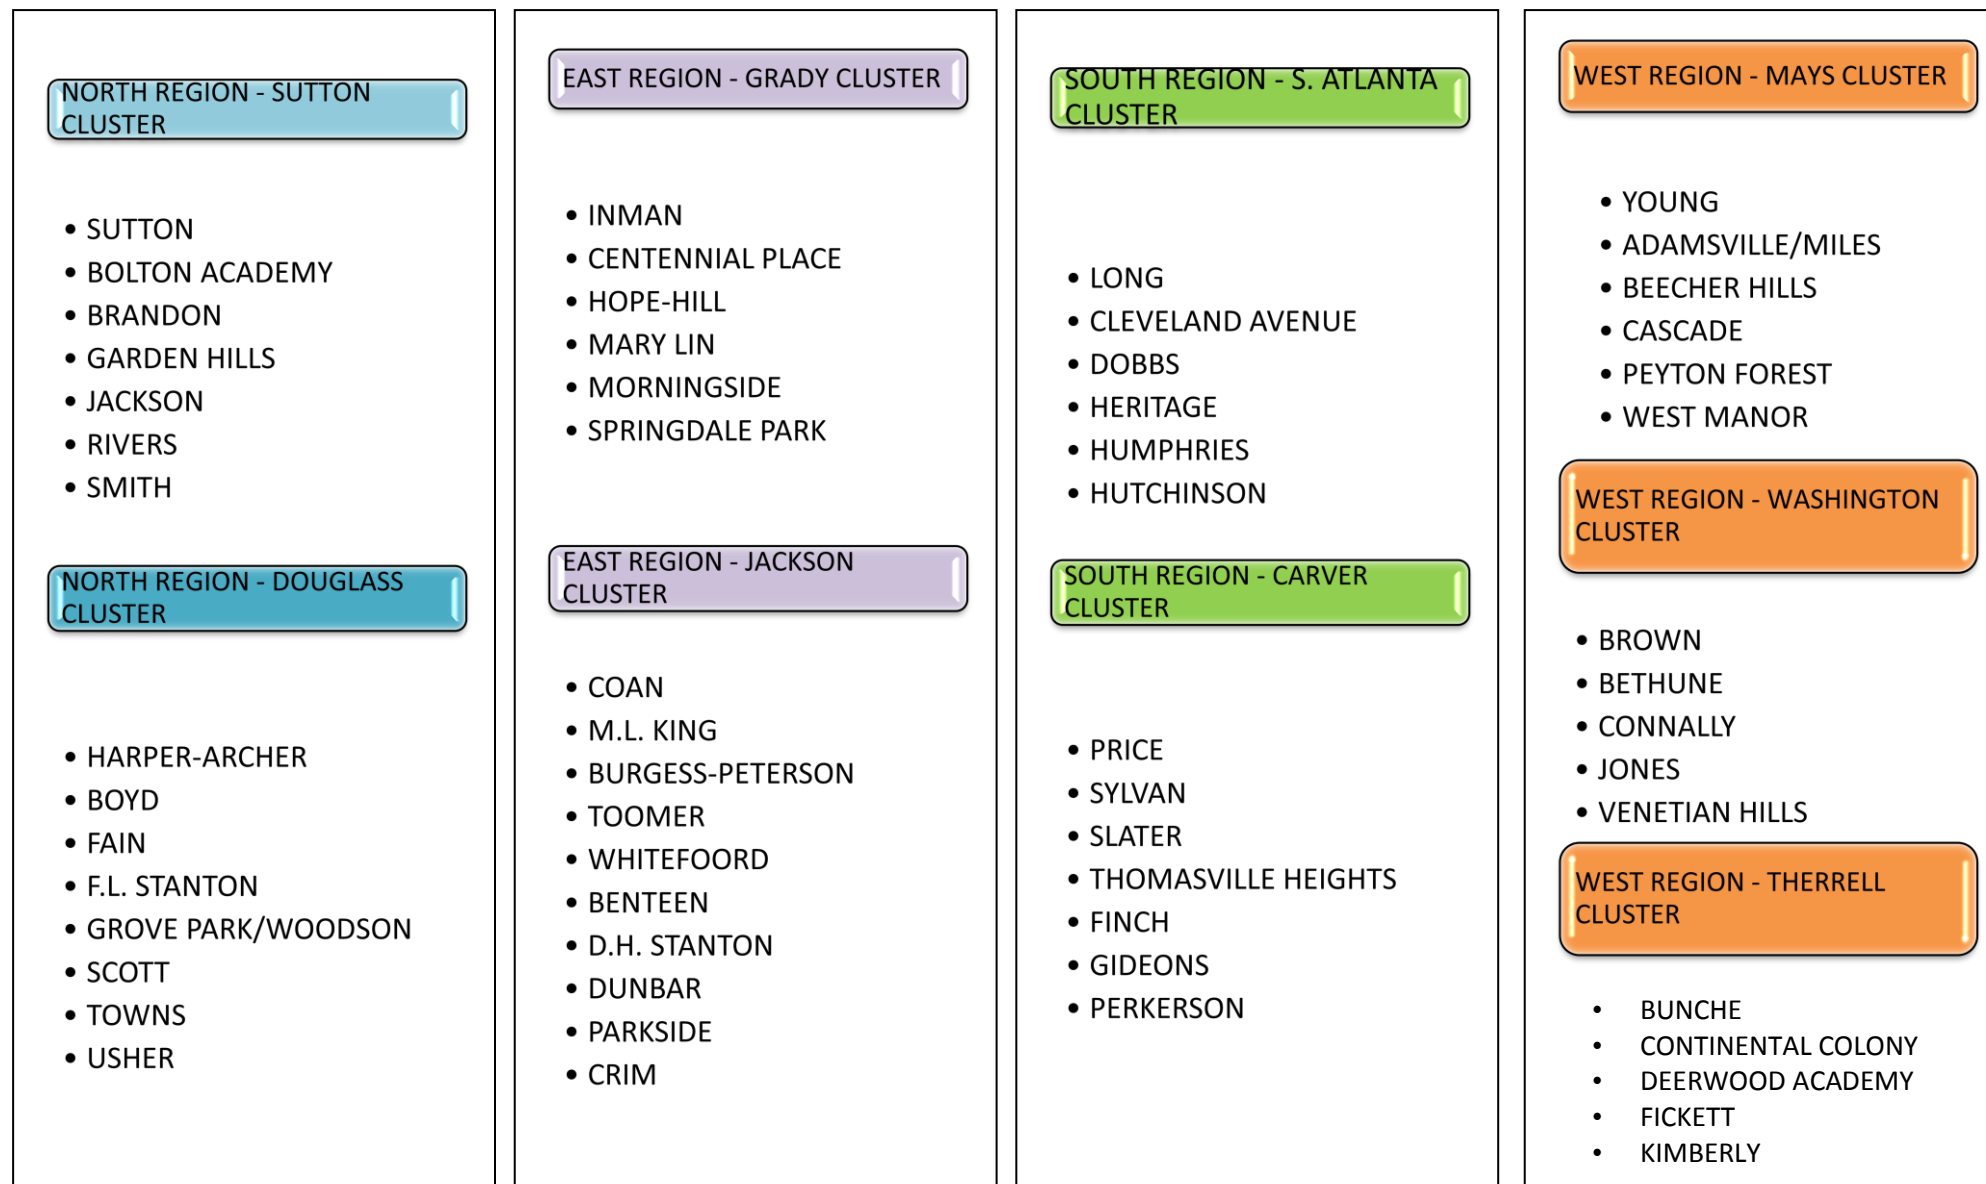 NORTH REGION - SUTTON
CLUSTER
• SUTTON
• BOLTON ACADEMY
• BRANDON
• GARDEN HILLS
• JACKSON
• RIVERS
• SMITH
NORTH REGION - DOUGLASS
CLUSTER
• HARPER-ARCHER
• BOYD
• FAIN
• F.L. STANTON
• GROVE PARK/WOODSON
• SCOTT
• TOWNS
• USHER
EAST REGION - GRADY CLUSTER
• INMAN
• CENTENNIAL PLACE
• HOPE-HILL
• MARY LIN
• MORNINGSIDE
• SPRINGDALE PARK
EAST REGION - JACKSON
CLUSTER
• COAN
• M.L. KING
• BURGESS-PETERSON
• TOOMER
• WHITEFOORD
• BENTEEN
• D.H. STANTON
• DUNBAR
• PARKSIDE
• CRIM
SOUTH REGION - S. ATLANTA
CLUSTER
• LONG
• CLEVELAND AVENUE
• DOBBS
• HERITAGE
• HUMPHRIES
• HUTCHINSON
SOUTH REGION - CARVER
CLUSTER
• PRICE
• SYLVAN
• SLATER
• THOMASVILLE HEIGHTS
• FINCH
• GIDEONS
• PERKERSON
WEST REGION - MAYS CLUSTER
• YOUNG
• ADAMSVILLE/MILES
• BEECHER HILLS
• CASCADE
• PEYTON FOREST
• WEST MANOR
WEST REGION - WASHINGTON
CLUSTER
• BROWN
• BETHUNE
• CONNALLY
• JONES
• VENETIAN HILLS
WEST REGION - THERRELL
CLUSTER
• BUNCHE
• CONTINENTAL COLONY
• DEERWOOD ACADEMY
• FICKETT
• KIMBERLY